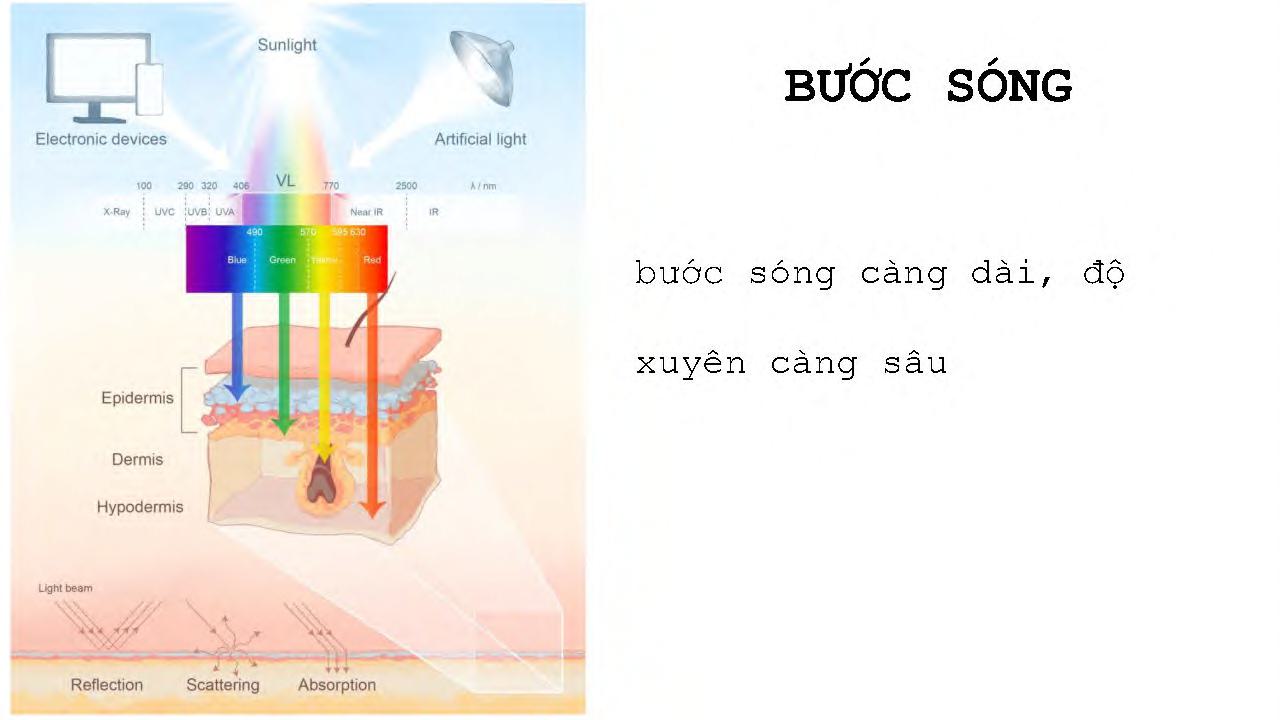 BƯỚC SÓNG
bước sóng càng dài, độ
xuyên càng sâu
Sunlight
Electronic devices
Artificial light
VL
100 290 320 406 770 2500 λ / nm
X-Ray UVC UVB UVA Near IR IR
490 570 595 630
Blue Green Yellow Red
Epidermis
Dermis
Hypodermis
Light beam
Reflection Scattering Absorption